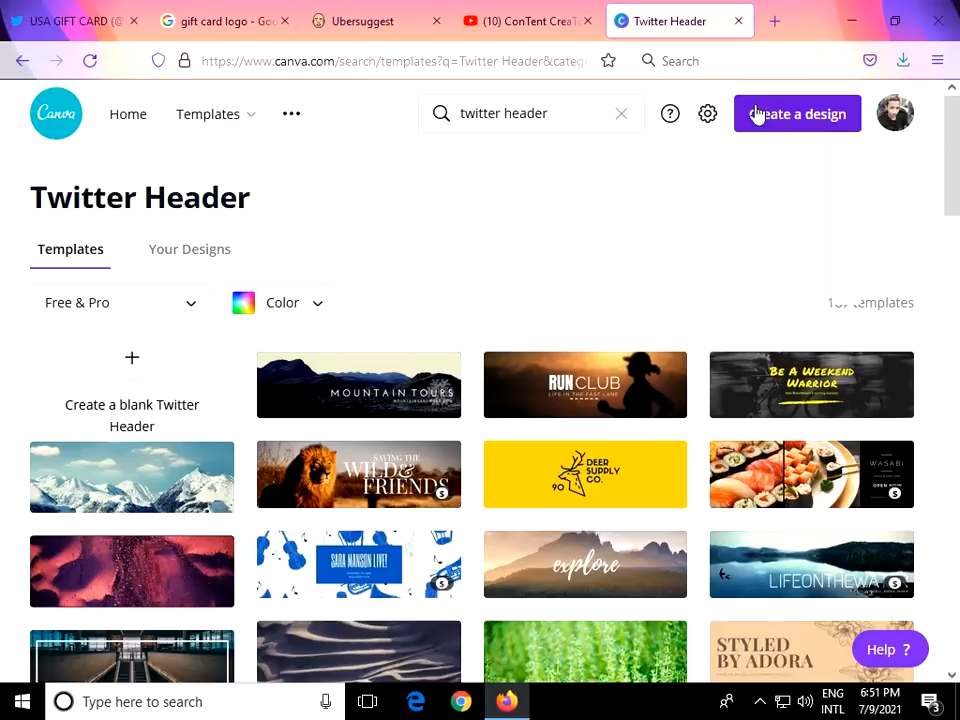 USA GIFT CARD (@
gift card logo - Goo
Ubersuggest
(10) ConTent Crea
Twitter Header
https://www.canva.com/search/templates?q=Twitter Header&categ
Search
Canva
Home
Templates
twitter header
Create a design
Twitter Header
Templates
Your Designs
Free & Pro
Color
templates
Create a blank Twitter
Header
MOUNTAIN TOURS
RUN CLUB
LIFE IN THE FAST LANE
BE A WEEKEND
WARRIOR
SAVING THE
WILD &
FRIENDS
DEER
SUPPLY
CO.
90
WASABI
OPEN
SARA MANSON LIVE!
explore
LIFEONTHEWA
STYLED
BY ADORA
Help ?
Type here to search
ENG
INTL
6:51 PM
7/9/2021
3